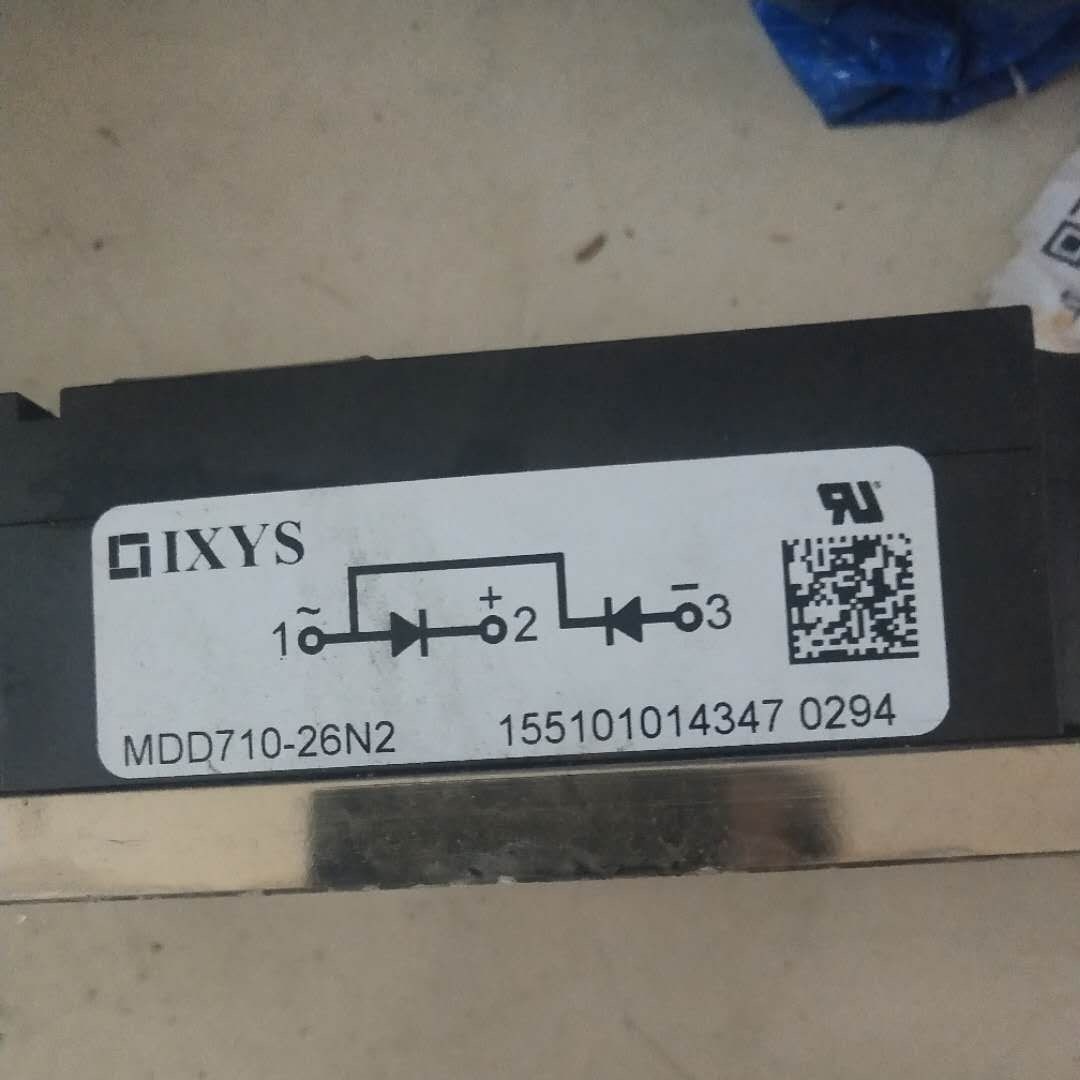 IXYS
1 ~ + 2 − 3
MDD710-26N2 155101014347 0294